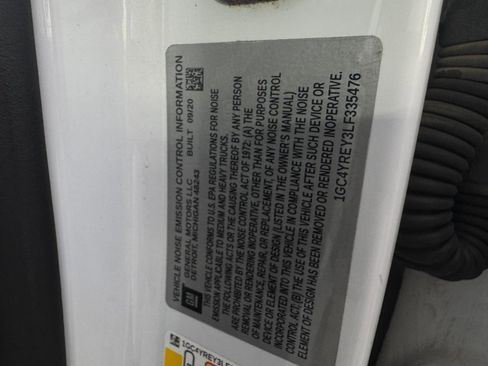 VEHICLE NOISE EMISSION CONTROL INFORMATION
GM
GENERAL MOTORS LLC
DETROIT, MICHIGAN 48243
BUILT 09/20
THIS VEHICLE CONFORMS TO U.S. EPA REGULATIONS FOR NOISE
EMISSION APPLICABLE TO MEDIUM AND HEAVY TRUCKS.
THE FOLLOWING ACTS OR THE CAUSING THEREOF BY ANY PERSON
ARE PROHIBITED BY THE NOISE CONTROL ACT OF 1972: (A) THE
REMOVAL OR RENDERING INOPERATIVE, OTHER THAN FOR PURPOSES
OF MAINTENANCE, REPAIR, OR REPLACEMENT, OF ANY NOISE CONTROL
DEVICE OR ELEMENT OF DESIGN (LISTED IN THE OWNER'S MANUAL)
INCORPORATED INTO THIS VEHICLE IN COMPLIANCE WITH THE NOISE
CONTROL ACT, (B) THE USE OF THIS VEHICLE AFTER SUCH DEVICE OR
ELEMENT OF DESIGN HAS BEEN REMOVED OR RENDERED INOPERATIVE.
1GC4YREY3LF335476
1GC4YREY3LF